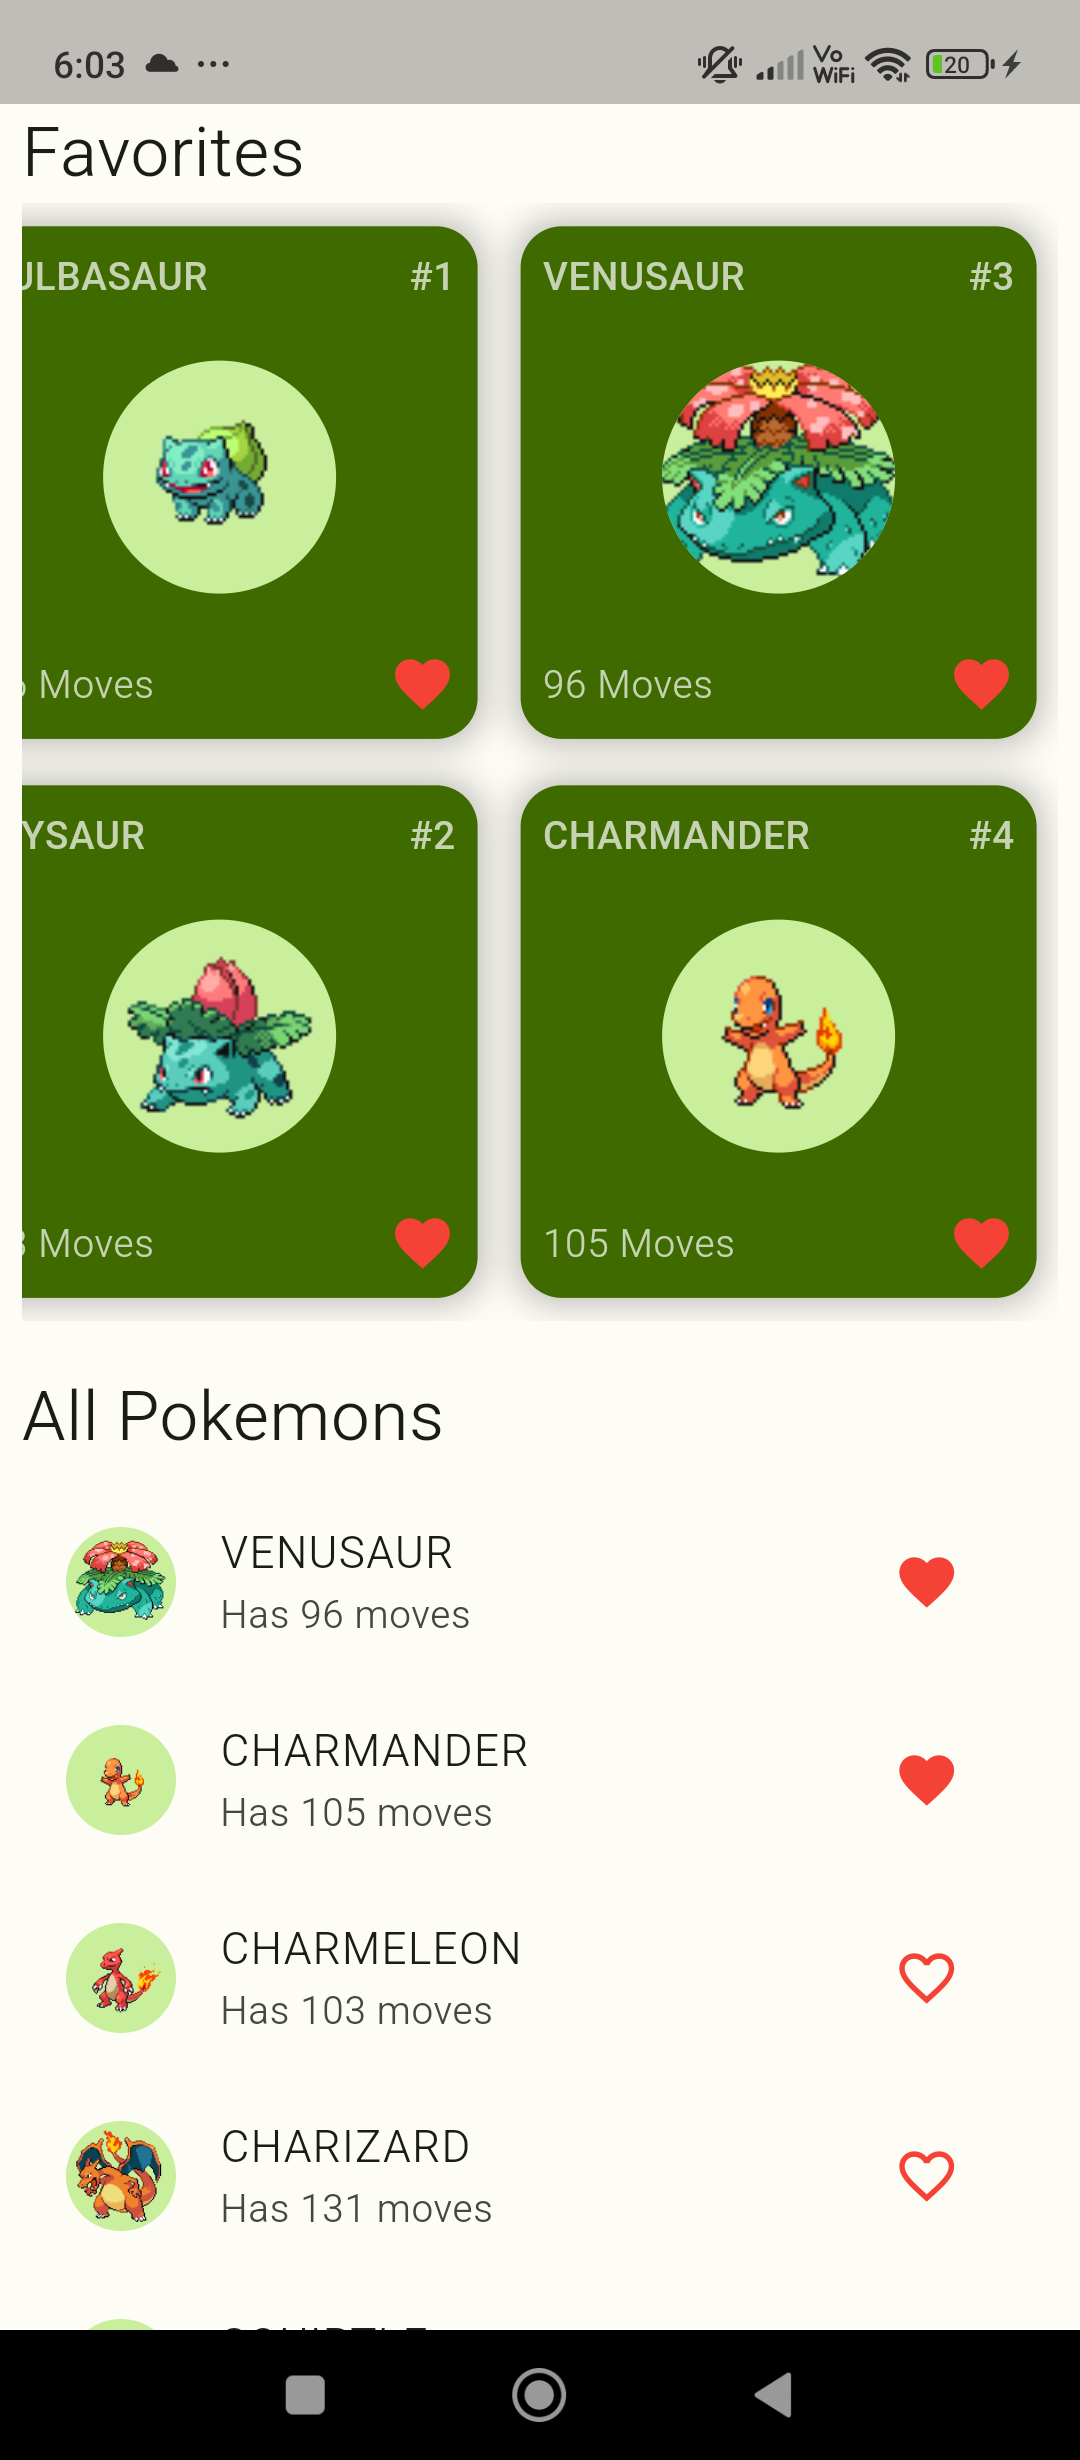 6:03 ... Vo WiFi 20
Favorites
ULBASAUR #1
VENUSAUR #3
Moves
96 Moves
YSAUR #2
CHARMANDER #4
Moves
105 Moves
All Pokemons
VENUSAUR
Has 96 moves
CHARMANDER
Has 105 moves
CHARMELEON
Has 103 moves
CHARIZARD
Has 131 moves